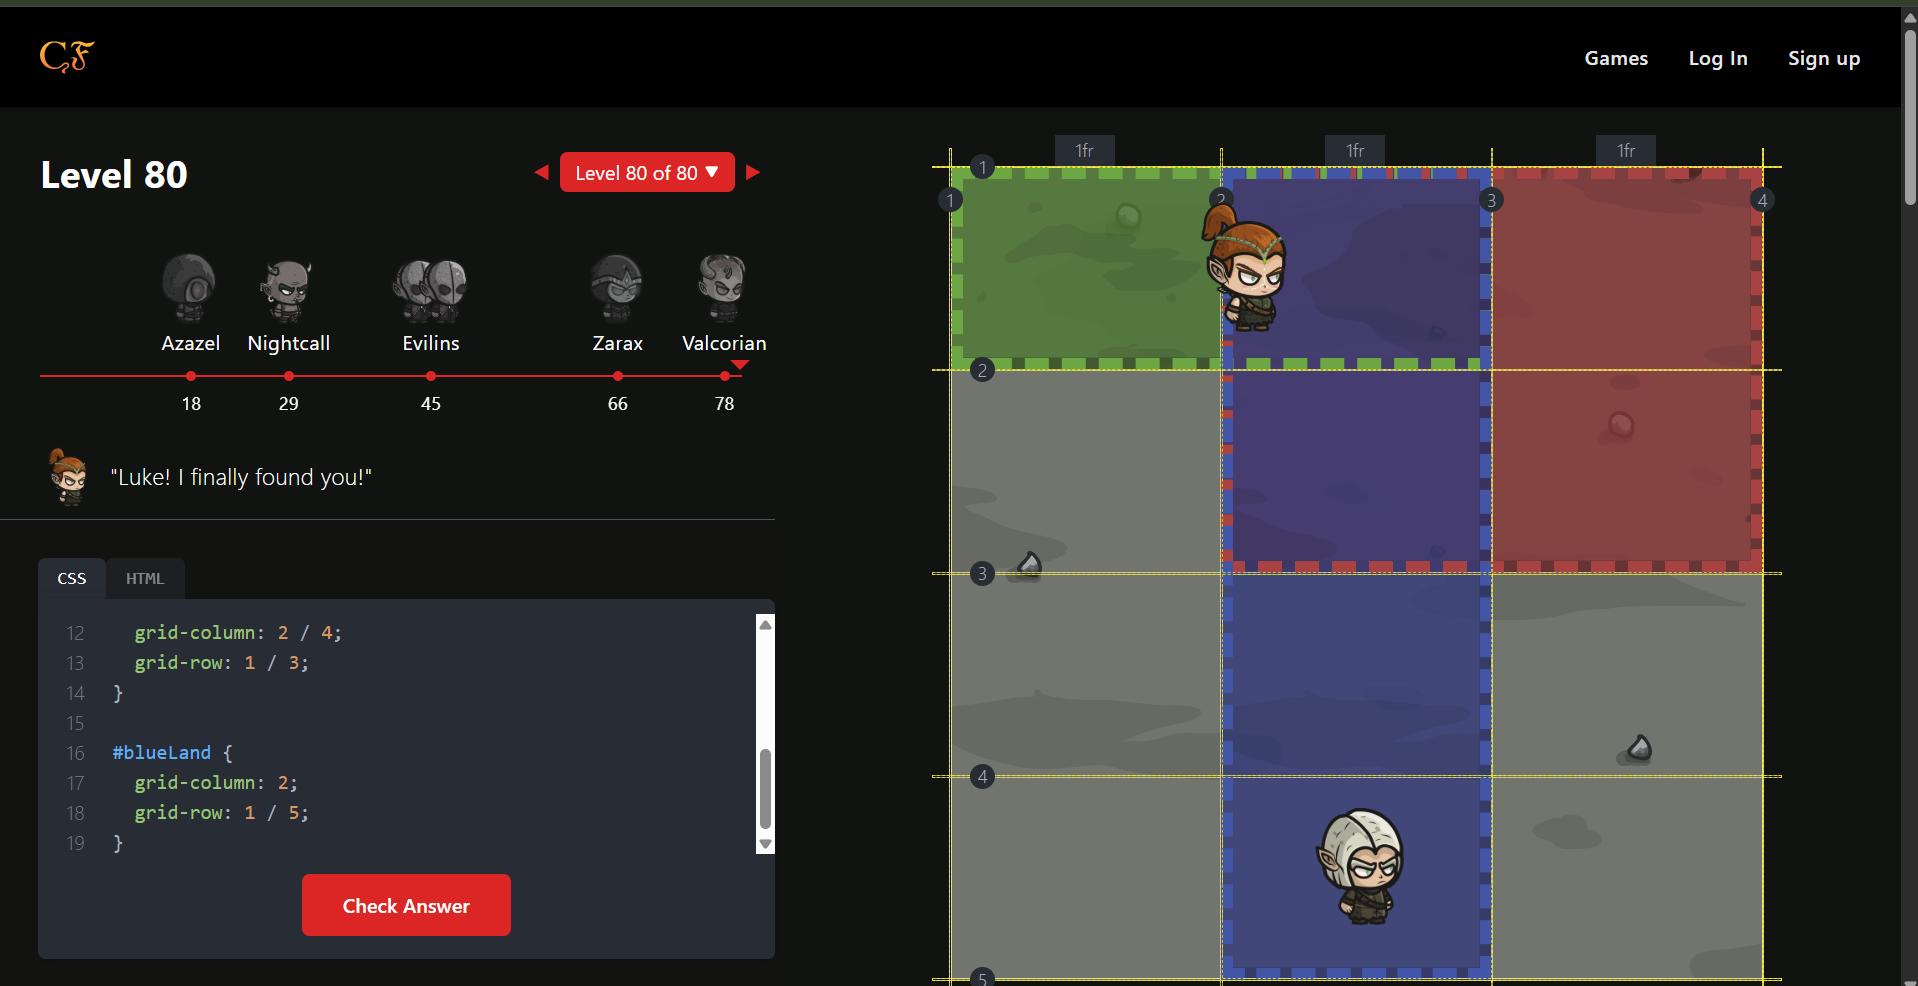 CF
Games
Log In
Sign up
Level 80
Level 80 of 80 ▼
Azazel
Nightcall
Evilins
Zarax
Valcorian
18
29
45
66
78
"Luke! I finally found you!"
CSS
HTML
12 grid-column: 2 / 4;
13 grid-row: 1 / 3;
14 }
15
16 #blueLand {
17 grid-column: 2;
18 grid-row: 1 / 5;
19 }
Check Answer
1fr
1fr
1fr
1
1
2
3
4
2
3
4
5